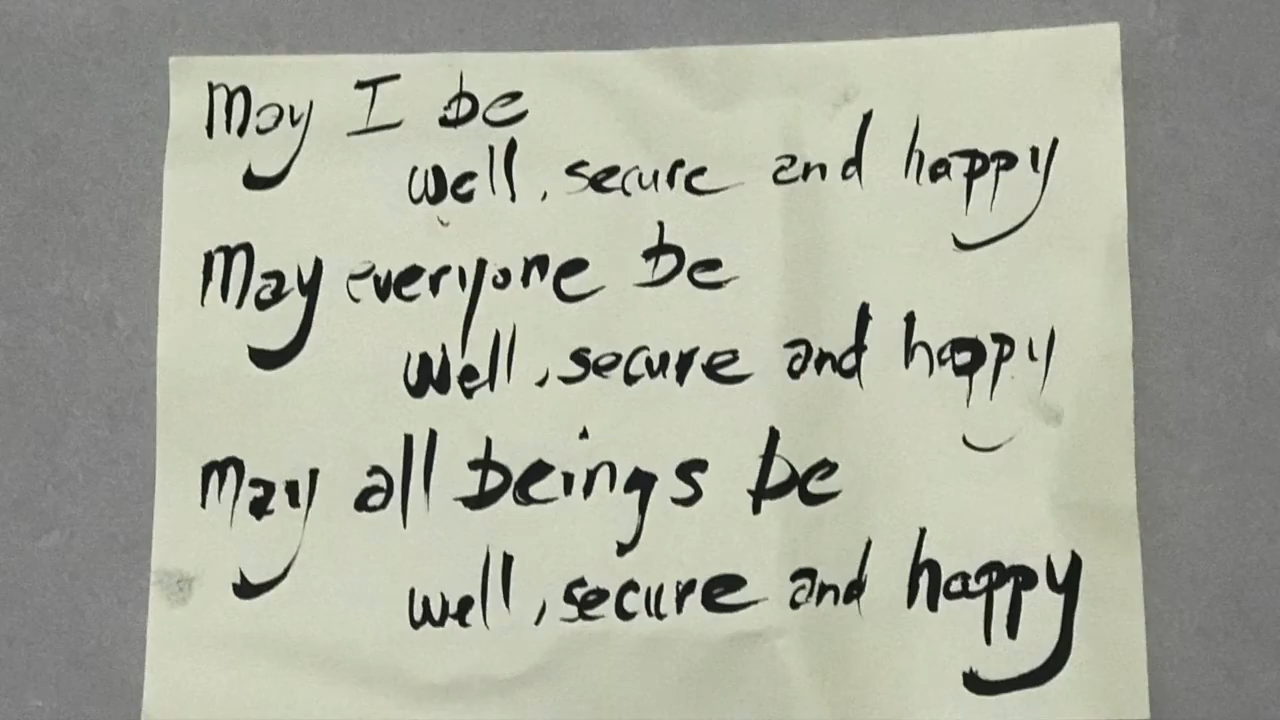 May I be
well, secure and happy
May everyone be
well, secure and happy
May all beings be
well, secure and happy